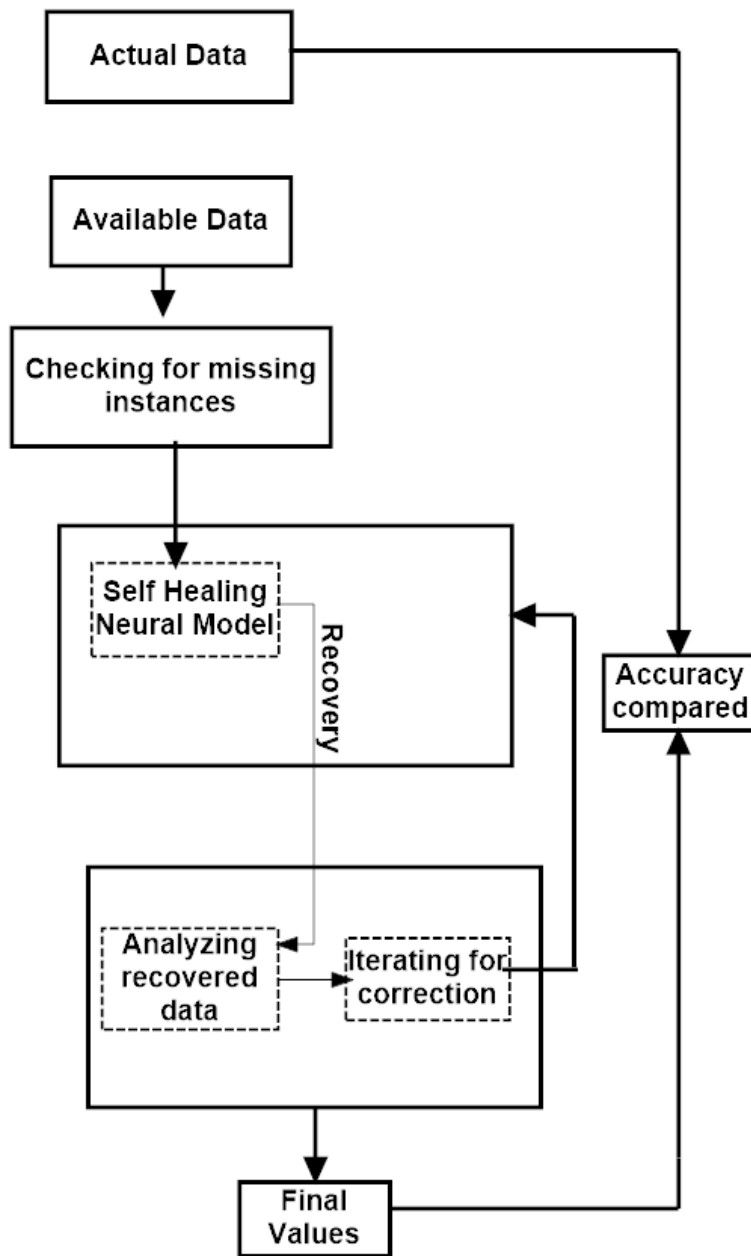 Actual Data
Available Data
Checking for missing
instances
Self Healing
Neural Model
Recovery
Accuracy
compared
Analyzing
recovered
data
Iterating for
correction
Final
Values